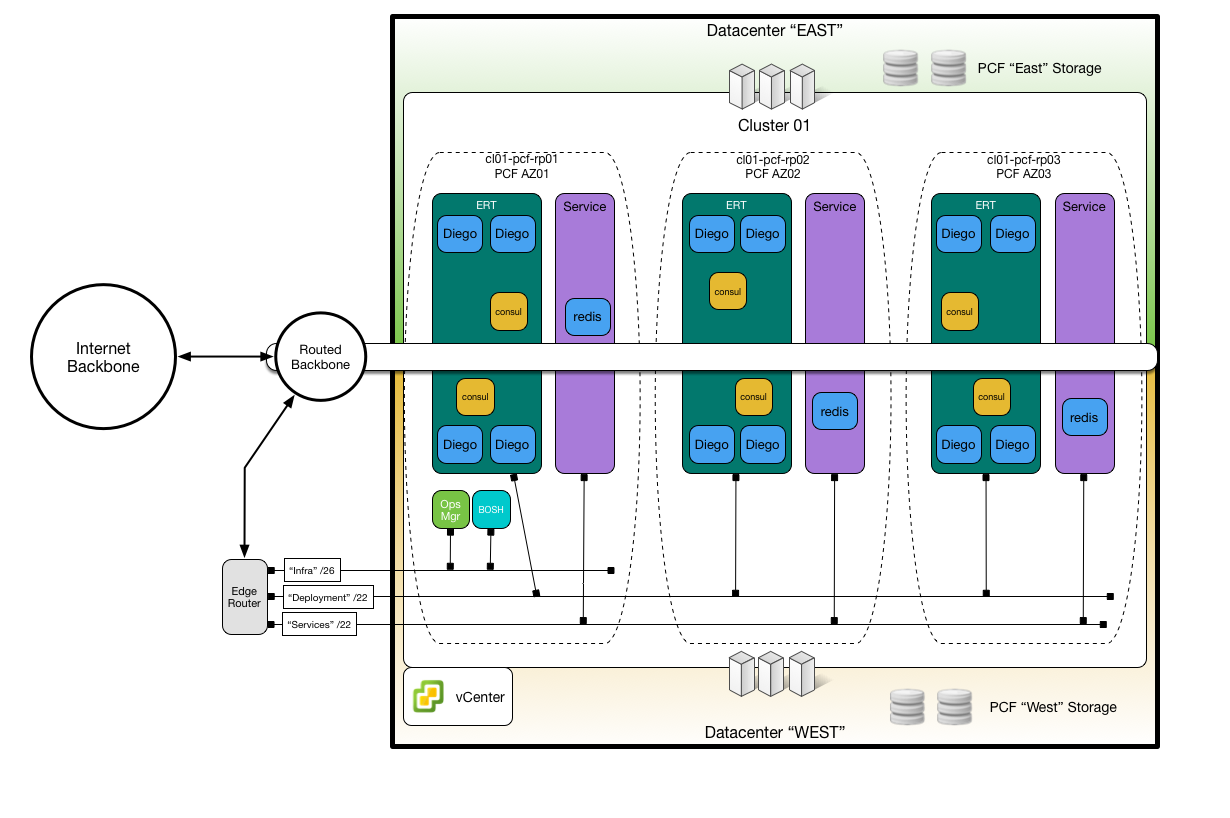 Datacenter “EAST”
PCF “East” Storage
Cluster 01
cl01-pcf-rp01
PCF AZ01
cl01-pcf-rp02
PCF AZ02
cl01-pcf-rp03
PCF AZ03
ERT
Service
ERT
Service
ERT
Service
Diego
Diego
Diego
Diego
Diego
Diego
consul
consul
consul
redis
Internet
Backbone
Routed
Backbone
consul
consul
consul
redis
redis
Diego
Diego
Diego
Diego
Diego
Diego
Ops
Mgr
BOSH
Edge
Router
“Infra” /26
“Deployment” /22
“Services” /22
vCenter
PCF “West” Storage
Datacenter “WEST”